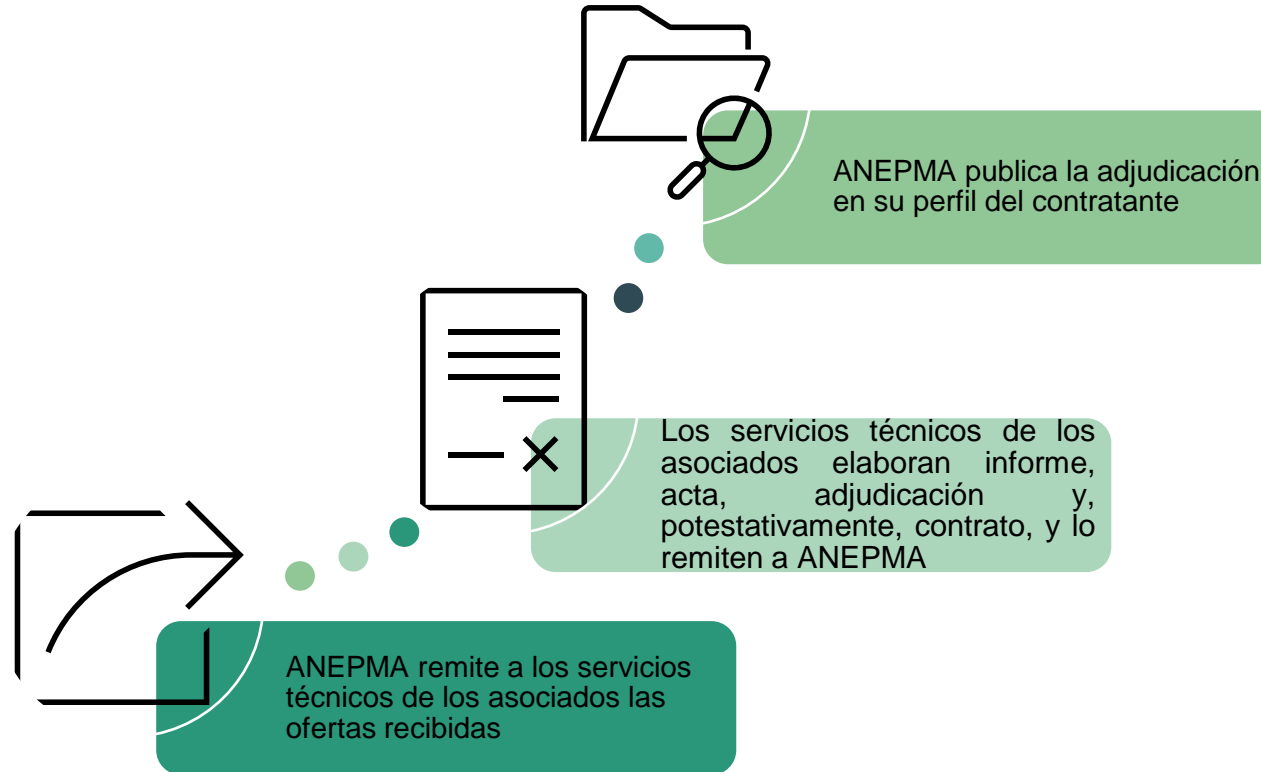 ANEPMA publica la adjudicación
en su perfil del contratante
Los servicios técnicos de los
asociados elaboran informe,
acta, adjudicación y,
potestativamente, contrato, y lo
remiten a ANEPMA
ANEPMA remite a los servicios
técnicos de los asociados las
ofertas recibidas